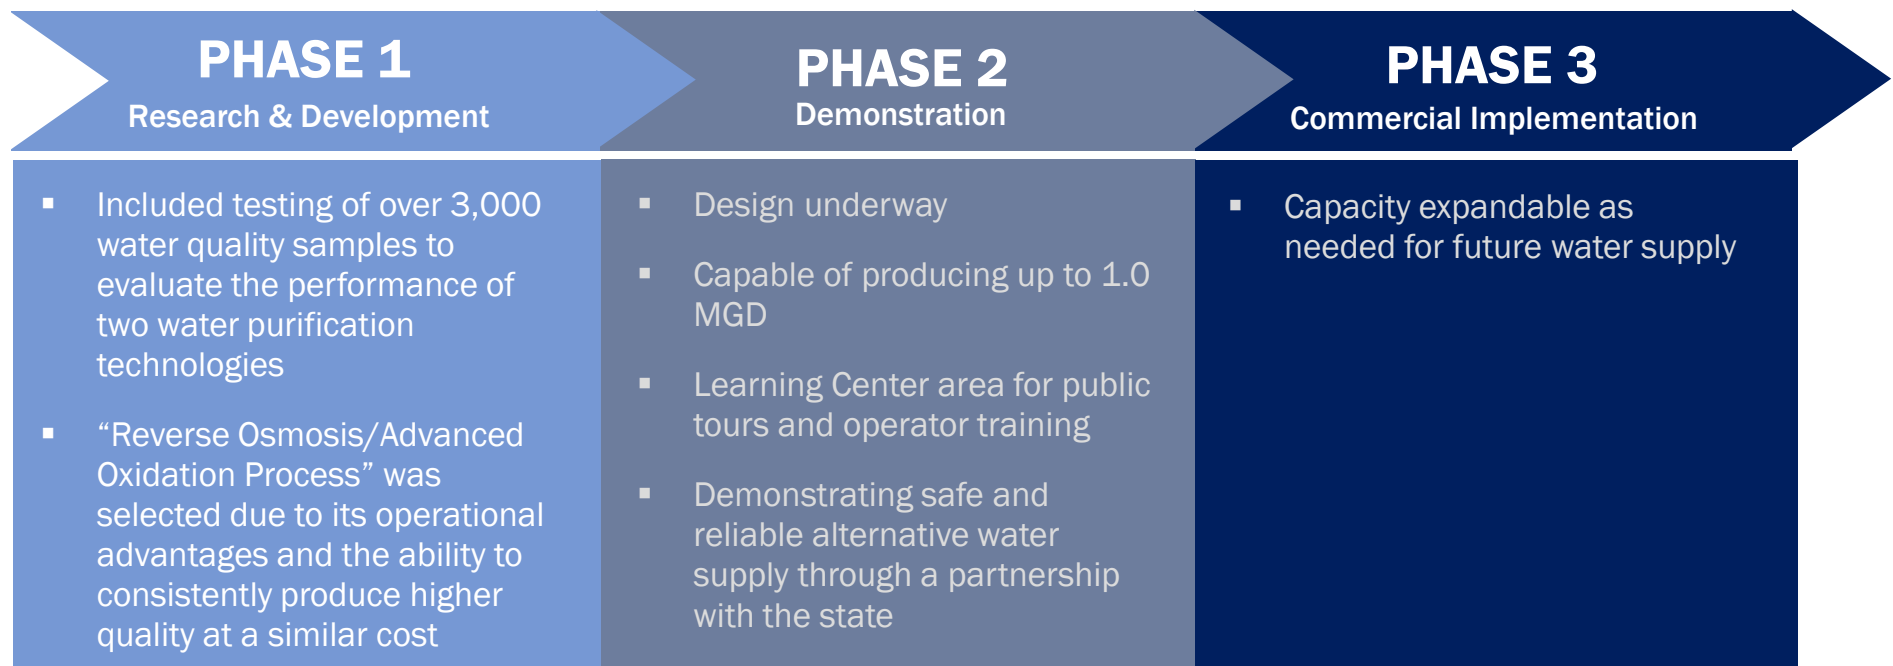 PHASE 1
Research & Development
PHASE 2
Demonstration
PHASE 3
Commercial Implementation
▪ Included testing of over 3,000
water quality samples to
evaluate the performance of
two water purification
technologies
▪ “Reverse Osmosis/Advanced
Oxidation Process” was
selected due to its operational
advantages and the ability to
consistently produce higher
quality at a similar cost
▪ Design underway
▪ Capable of producing up to 1.0
MGD
▪ Learning Center area for public
tours and operator training
▪ Demonstrating safe and
reliable alternative water
supply through a partnership
with the state
▪ Capacity expandable as
needed for future water supply